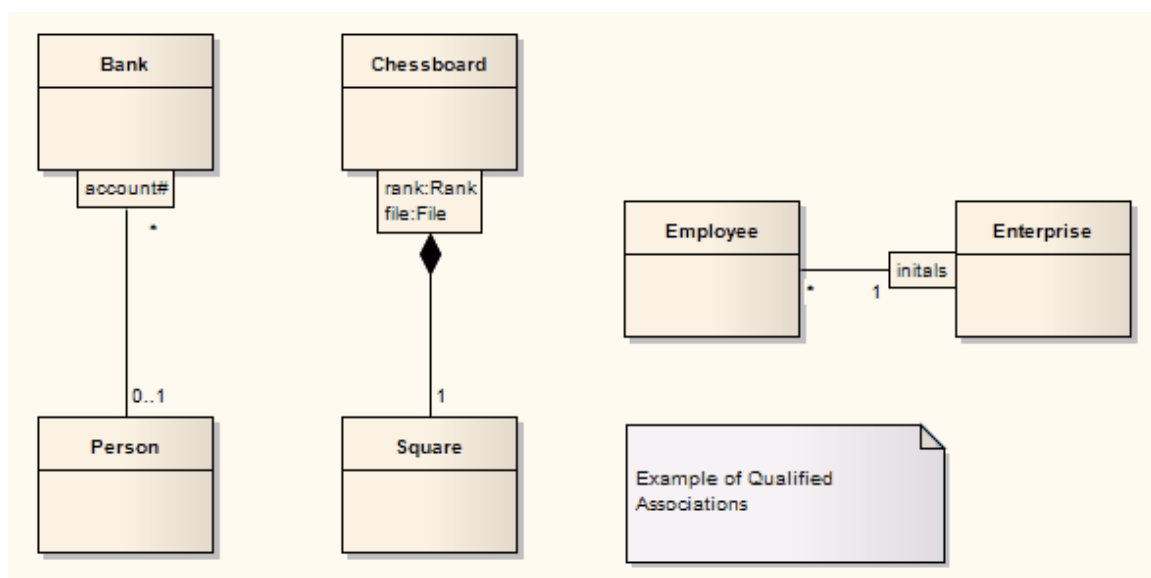 Bank
Chessboard
account#
rank:Rank
file:File
*
Employee
Enterprise
initals
*
1
0..1
1
Person
Square
Example of Qualified
Associations